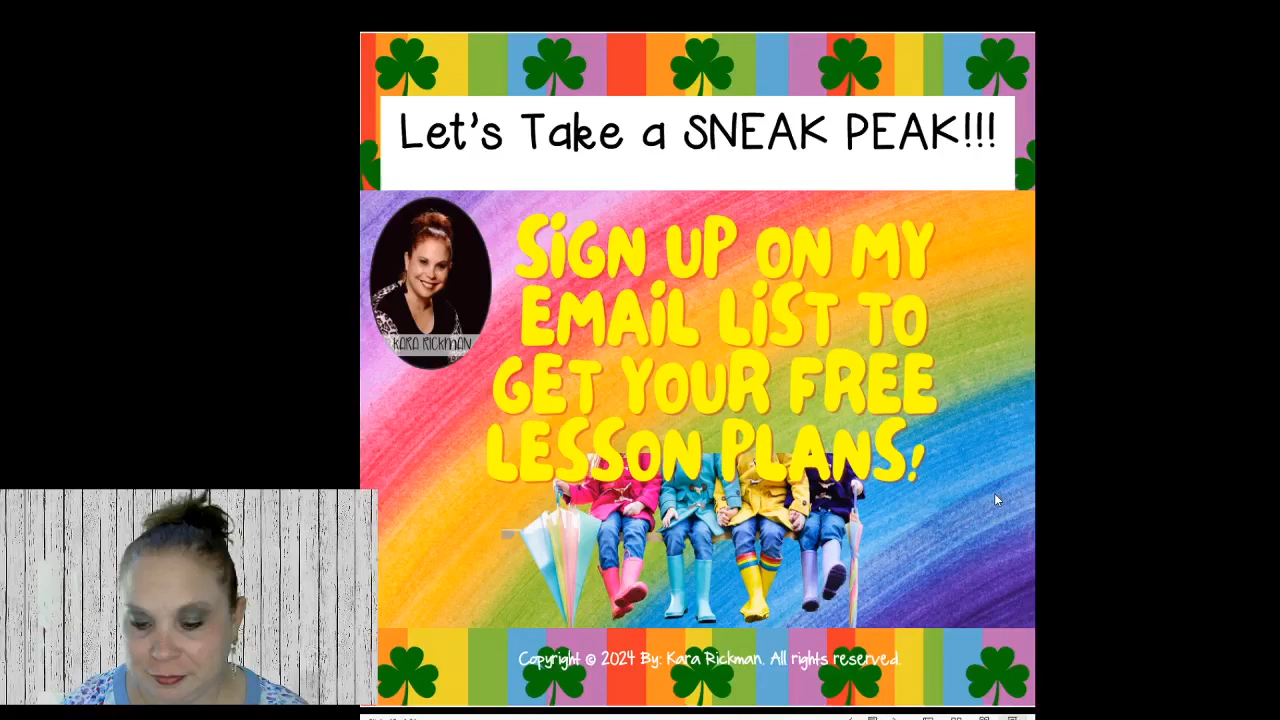 Let's Take a SNEAK PEAK!!!
SiGN UP ON MY
EMAiL LiST TO
GET YOUR FREE
LESSON PLANS!
KARA RICKMAN
Copyright © 2024 By: Kara Rickman. All rights reserved.